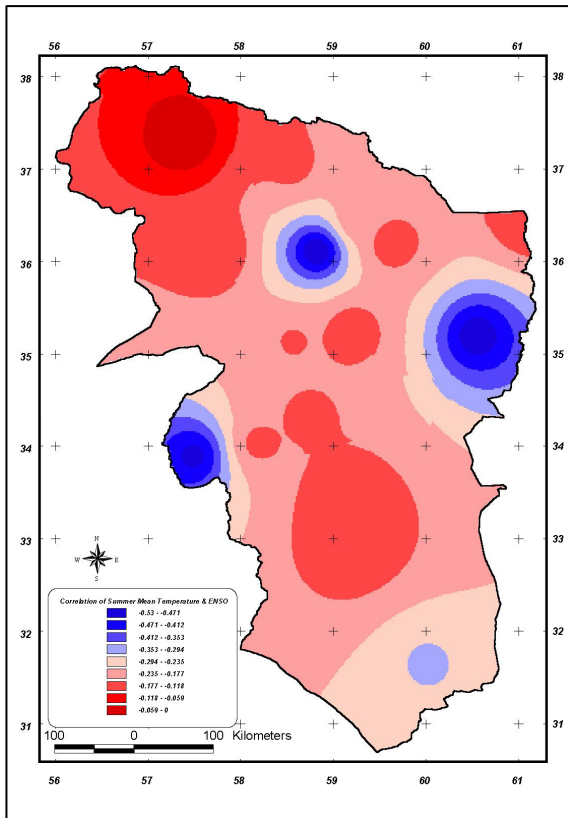 56 57 58 59 60 61
38 38
37 37
36 36
35 35
34 34
33 33
N
W E
S
Correlation of Summer Mean Temperature & ENSO
-0.53 - -0.471
-0.471 - -0.412
-0.412 - -0.353
-0.353 - -0.294
32 32
-0.294 - -0.235
-0.235 - -0.177
-0.177 - -0.118
-0.118 - -0.059
-0.059 - 0
31 31
100 0 100 Kilometers
56 57 58 59 60 61